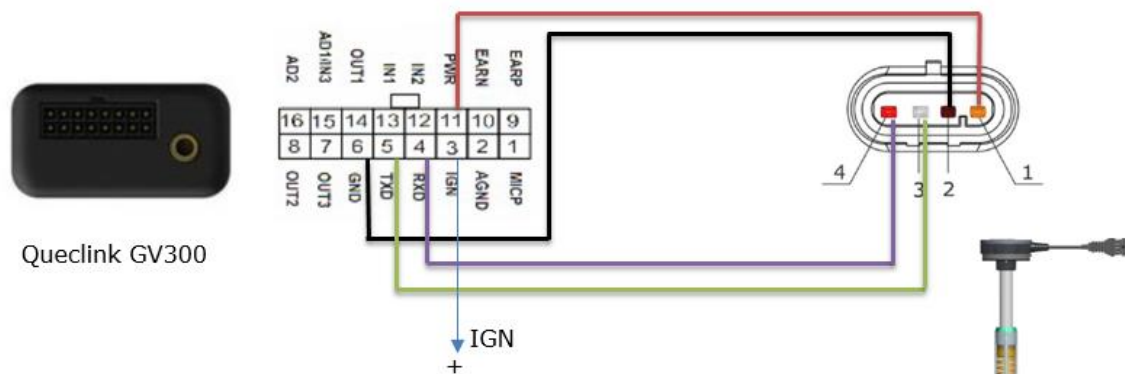 AD2 AD1\IN3 OUT1 IN1 IN2 PWR EARN EARP
16 15 14 13 12 11 10 9
8 7 6 5 4 3 2 1
OUT2 OUT3 GND TXD RXD IGN AGND MICP
4 3 2 1
Queclink GV300
IGN
+